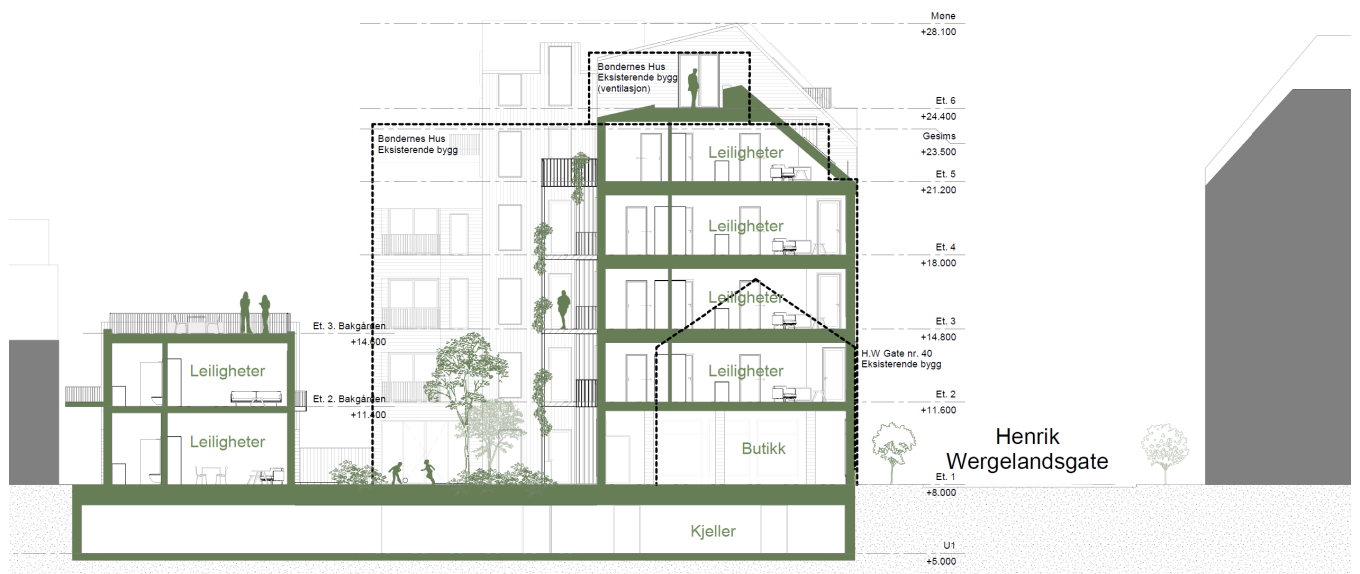 Møne
+28.100
Bøndernes Hus
Eksisterende bygg
(ventilasjon)
Et. 6
+24.400
Gesims
+23.500
Bøndernes Hus
Eksisterende bygg
Leiligheter
Et. 5
+21.200
Leiligheter
Et. 4
+18.000
Leiligheter
Et. 3. Bakgården
+14.600
Et. 3
+14.800
H.W Gate nr. 40
Eksisterende bygg
Leiligheter
Leiligheter
Et. 2. Bakgården
+11.400
Et. 2
+11.600
Leiligheter
Butikk
Henrik
Wergelandsgate
Et. 1
+8.000
Kjeller
U1
+5.000